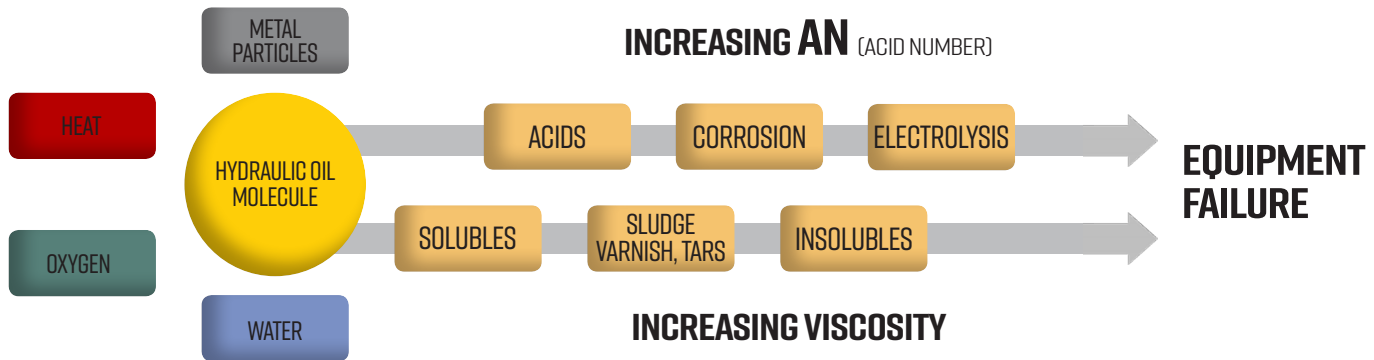 METAL
PARTICLES
INCREASING AN (ACID NUMBER)
HEAT
HYDRAULIC OIL
MOLECULE
ACIDS
CORROSION
ELECTROLYSIS
EQUIPMENT
FAILURE
OXYGEN
SOLUBLES
SLUDGE
VARNISH, TARS
INSOLUBLES
WATER
INCREASING VISCOSITY